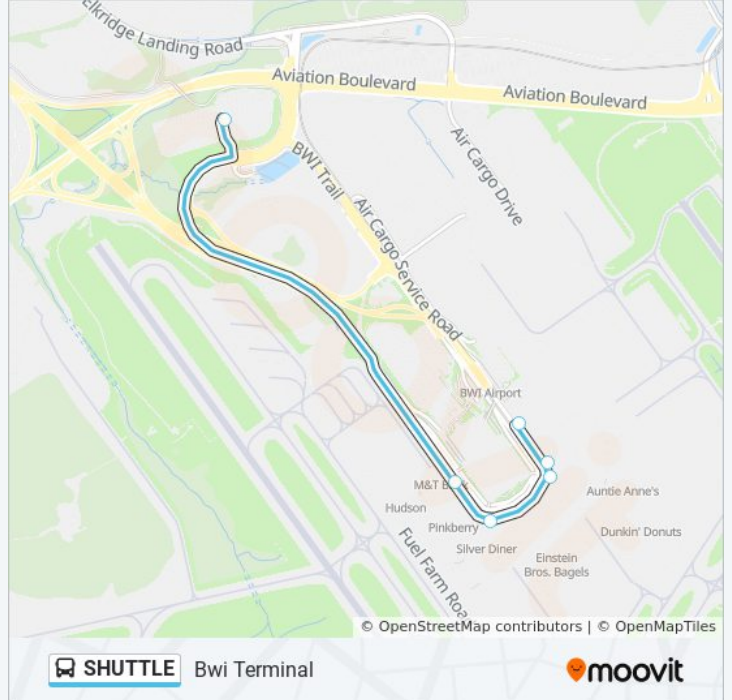 Elkridge Landing Road
Aviation Boulevard
Aviation Boulevard
BWI Trail
Air Cargo Drive
Air Cargo Service Road
BWI Airport
M&T B
Auntie Anne's
Hudson
Pinkberry
Dunkin' Donuts
Silver Diner
Einstein
Bros. Bagels
Fuel Farm Roa
© OpenStreetMap contributors | © OpenMapTiles
SHUTTLE Bwi Terminal
moovit